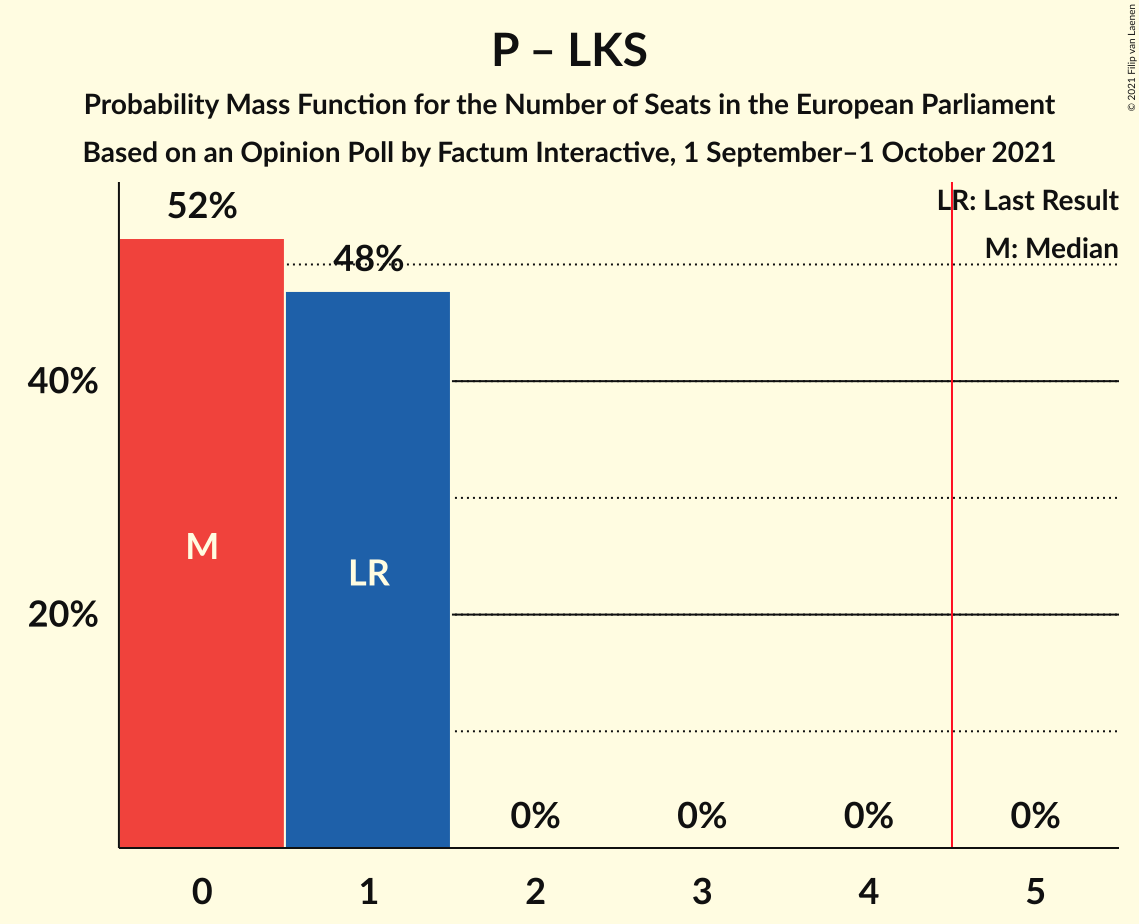 P – LKS
Probability Mass Function for the Number of Seats in the European Parliament
Based on an Opinion Poll by Factum Interactive, 1 September–1 October 2021
© 2021 Filip van Laenen
LR: Last Result
M: Median
52%
48%
40%
20%
M
LR
0%
0%
0%
0%
0
1
2
3
4
5